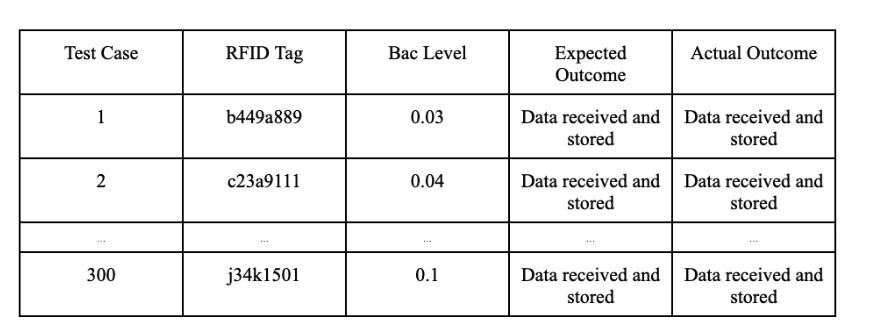 Test Case RFID Tag Bac Level Expected Outcome Actual Outcome
1 b449a889 0.03 Data received and stored Data received and stored
2 c23a9111 0.04 Data received and stored Data received and stored
... ... ... ... ...
300 j34k1501 0.1 Data received and stored Data received and stored